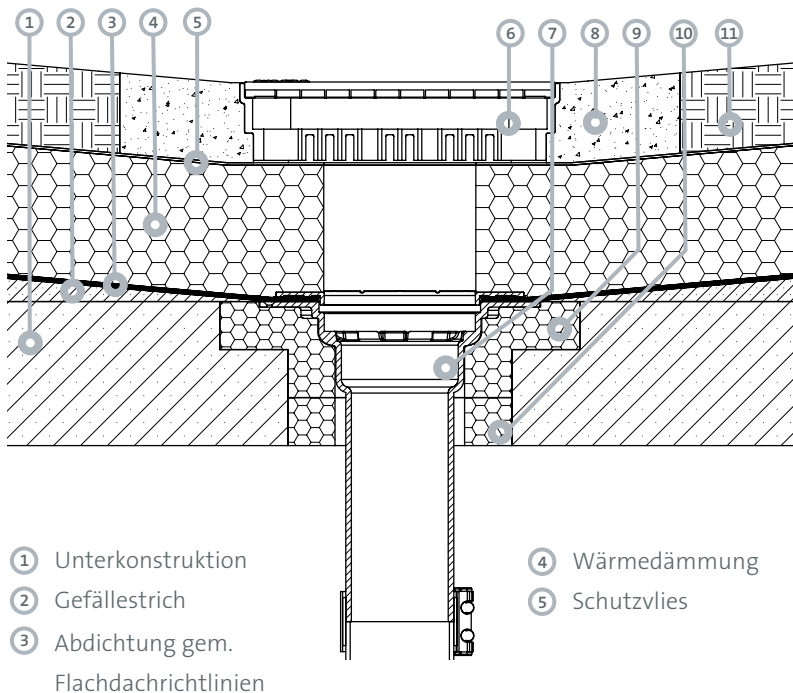 1 2 3 4 5 6 7 8 9 10 11
1 Unterkonstruktion
2 Gefällestrich
3 Abdichtung gem.
Flachdachrichtlinien
4 Wärmedämmung
5 Schutzvlies